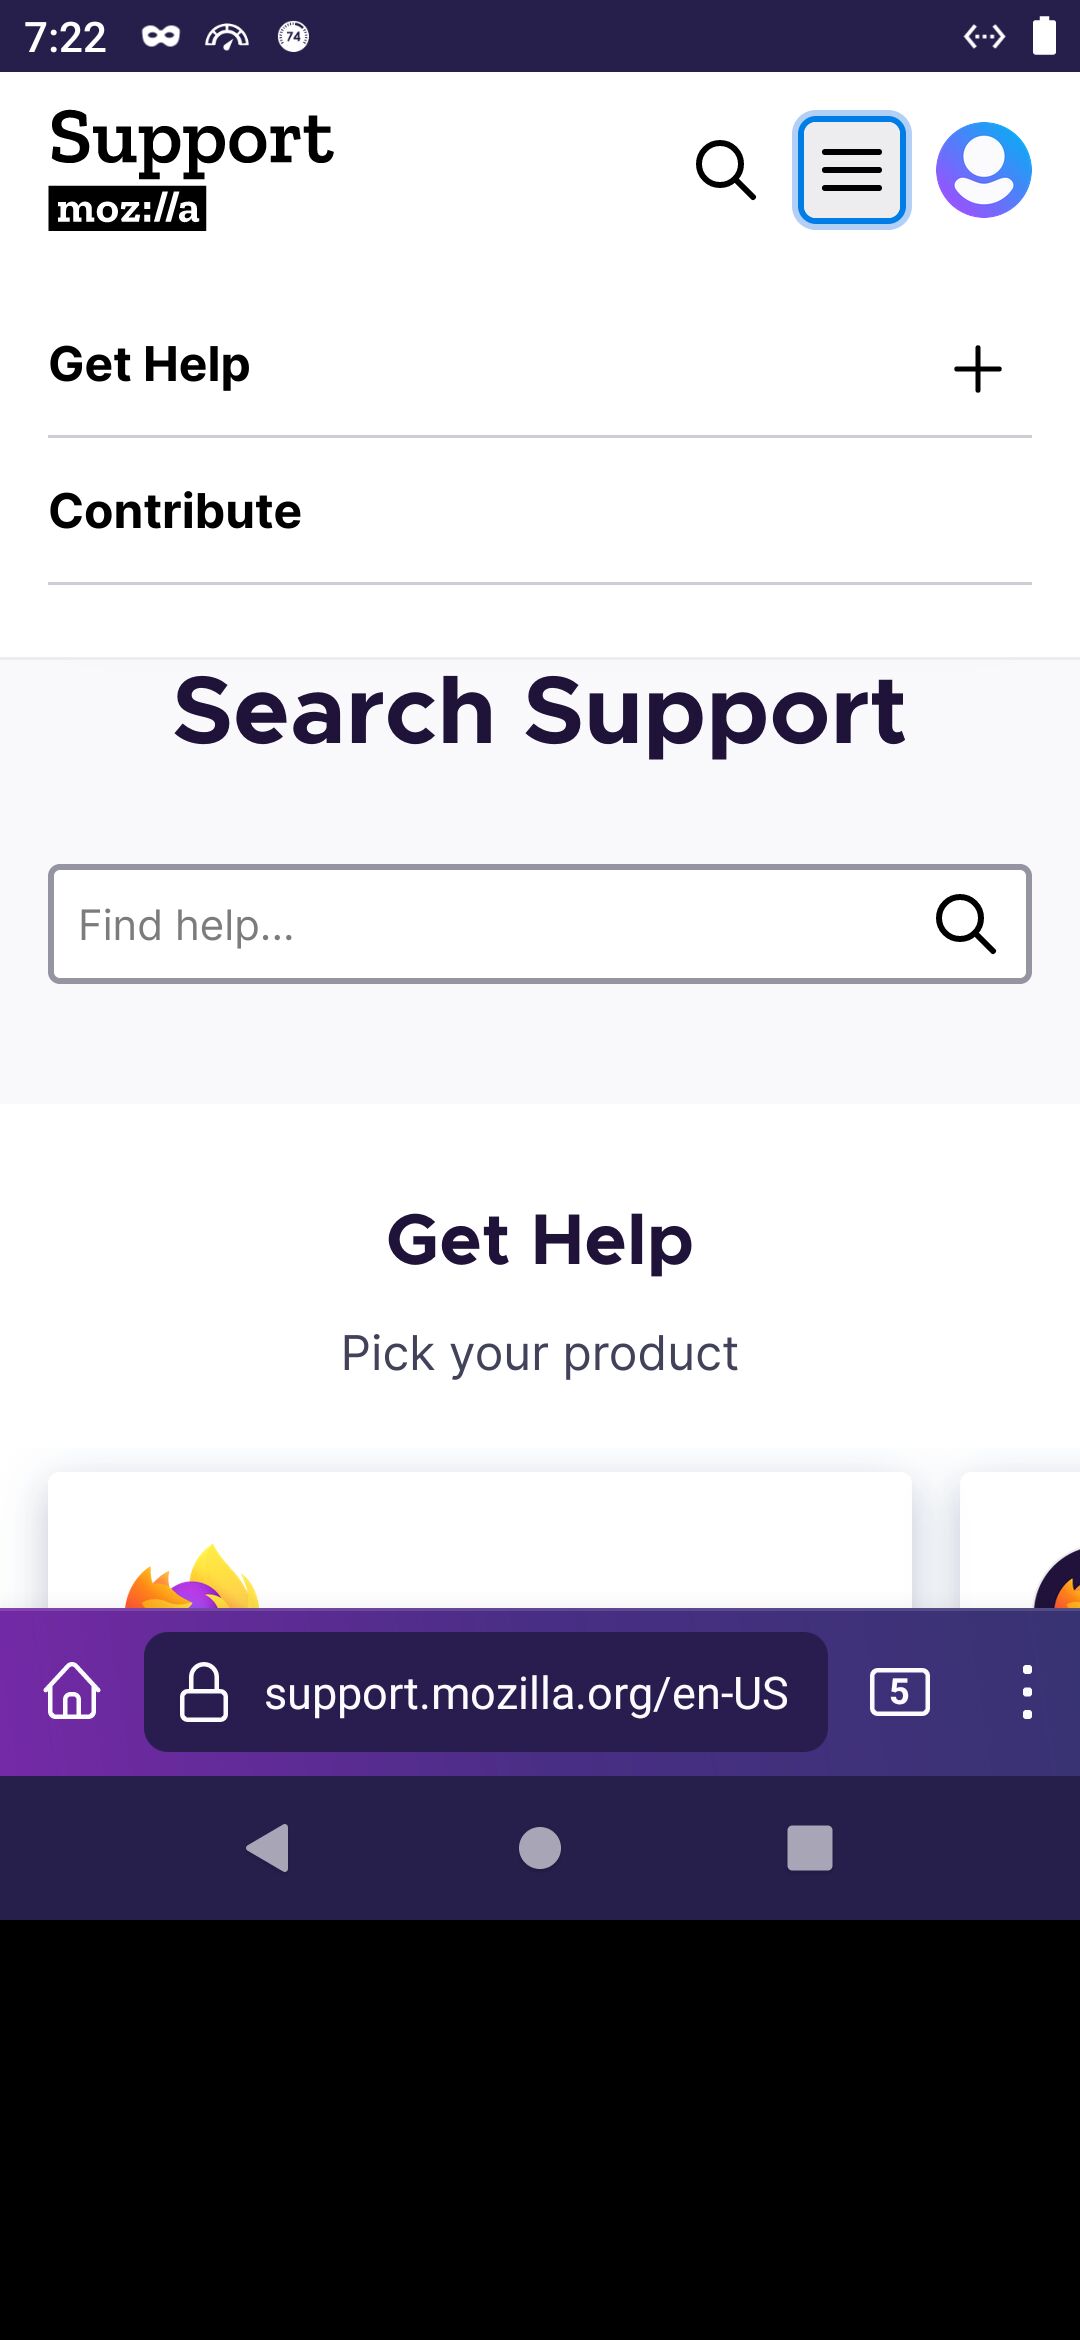 7:22
74
Support
moz://a
Get Help
Contribute
Search Support
Find help...
Get Help
Pick your product
support.mozilla.org/en-US
5